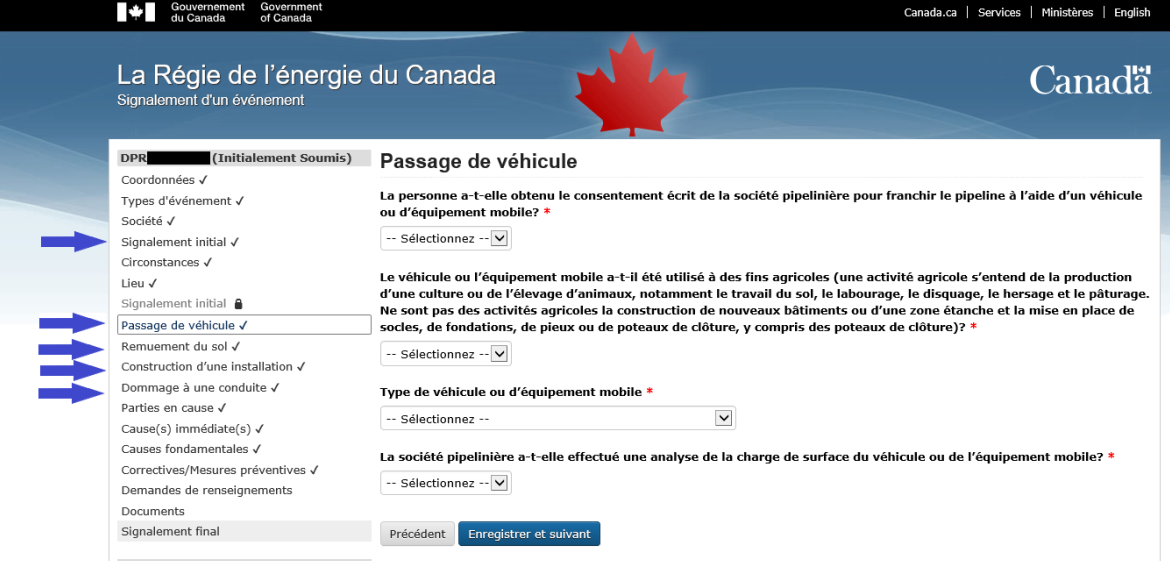 Gouvernement du Canada
Government of Canada
Canada.ca | Services | Ministères | English
La Régie de l'énergie du Canada
Signalement d'un événement
Canada
DPR (Initialement Soumis)
Coordonnées ✓
Types d'événement ✓
Société ✓
Signalement initial ✓
Circonstances ✓
Lieu ✓
Signalement initial
Passage de véhicule ✓
Remuement du sol ✓
Construction d'une installation ✓
Dommage à une conduite ✓
Parties en cause ✓
Cause(s) immédiate(s) ✓
Causes fondamentales ✓
Correctives/Mesures préventives ✓
Demandes de renseignements
Documents
Signalement final
Passage de véhicule
La personne a-t-elle obtenu le consentement écrit de la société pipelinière pour franchir le pipeline à l'aide d'un véhicule
ou d'équipement mobile? *
-- Sélectionnez --
Le véhicule ou l'équipement mobile a-t-il été utilisé à des fins agricoles (une activité agricole s'entend de la production
d'une culture ou de l'élevage d'animaux, notamment le travail du sol, le labourage, le disquage, le hersage et le pâturage.
Ne sont pas des activités agricoles la construction de nouveaux bâtiments ou d'une zone étanche et la mise en place de
socles, de fondations, de pieux ou de poteaux de clôture, y compris des poteaux de clôture)? *
-- Sélectionnez --
Type de véhicule ou d'équipement mobile *
-- Sélectionnez --
La société pipelinière a-t-elle effectué une analyse de la charge de surface du véhicule ou de l'équipement mobile? *
-- Sélectionnez --
Précédent
Enregistrer et suivant